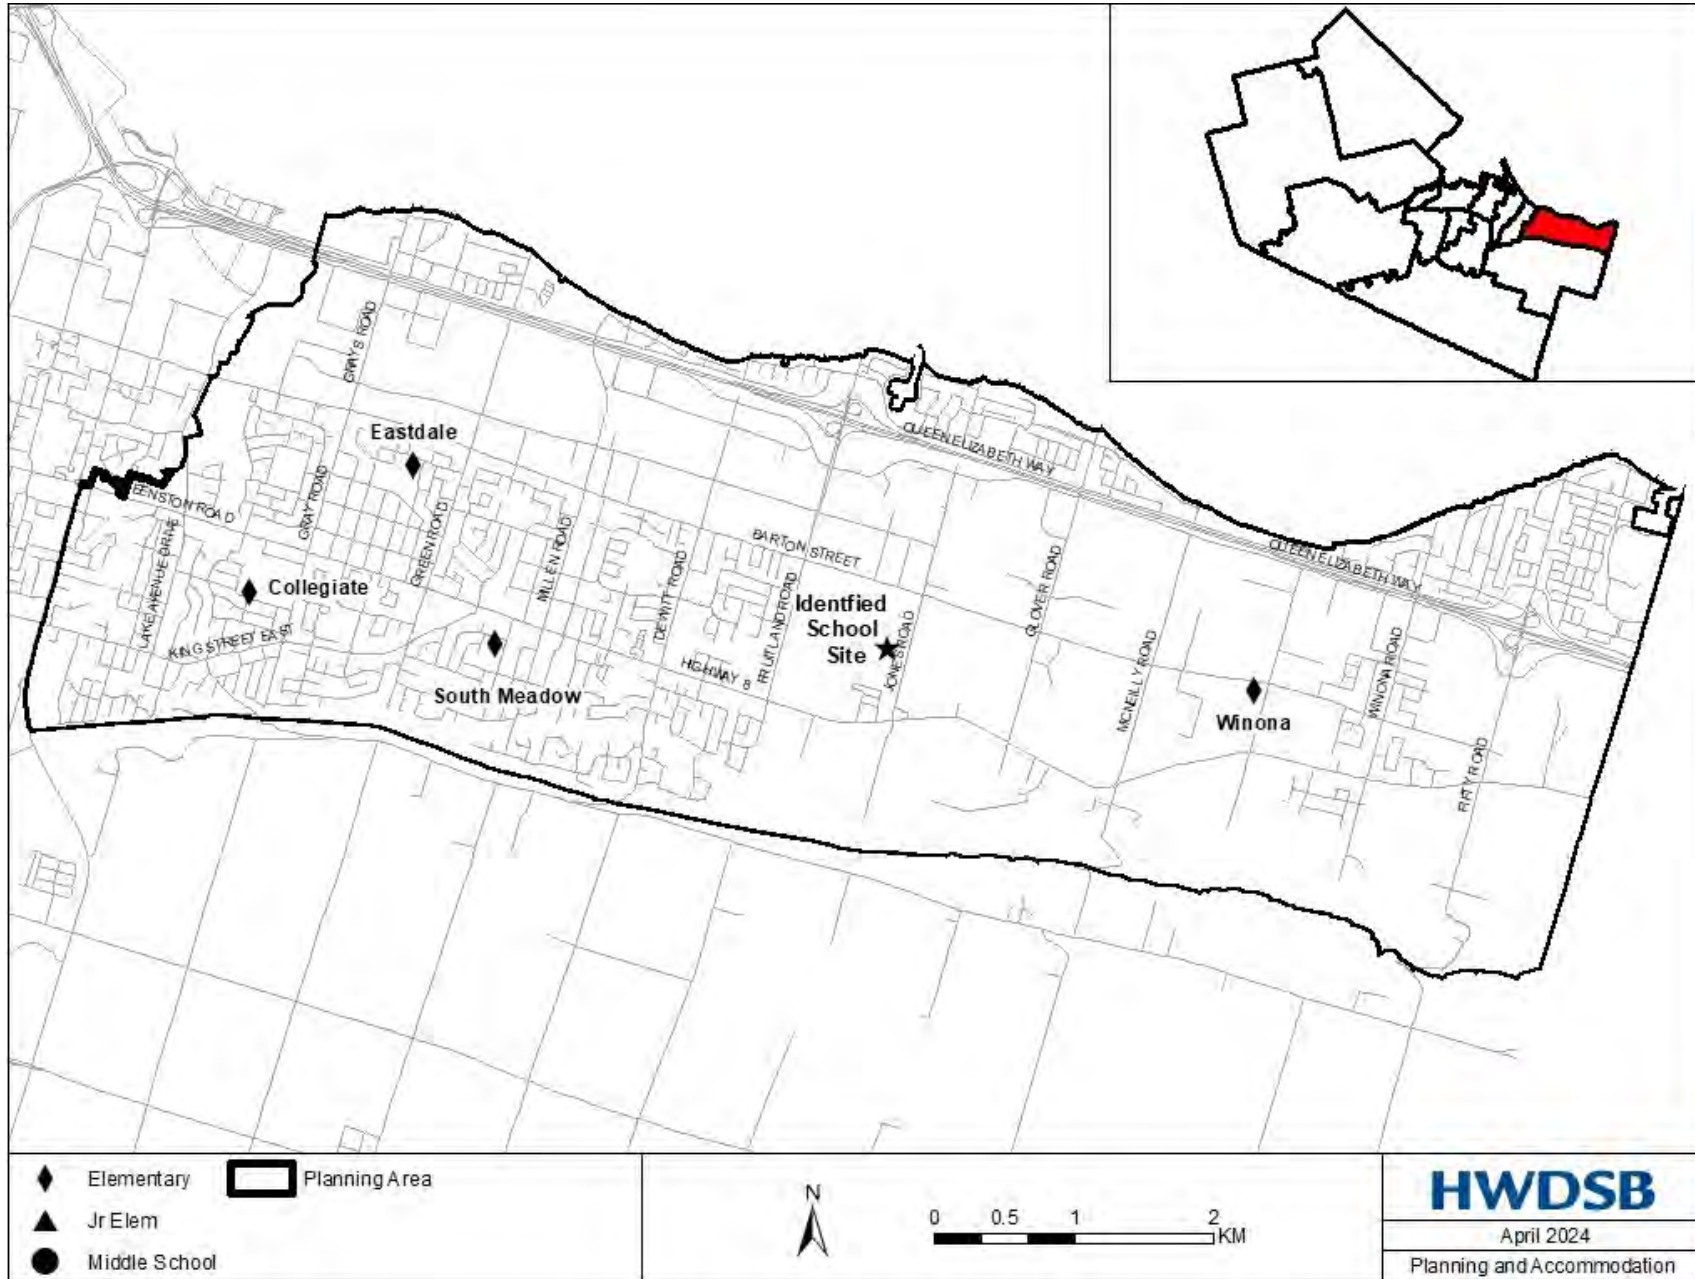 GRAYS ROAD
Eastdale
QUEEN ELIZABETH WAY
GRAY ROAD
LAKE AVENUE DRIVE
GREEN ROAD
MILLEN ROAD
DEWITT ROAD
BARTON STREET
FRUITLAND ROAD
GLOVER ROAD
QUEEN ELIZABETH WAY
Collegiate
KING STREET EAST
Identfied
School
Site
JONES ROAD
HIGHWAY 8
South Meadow
MCNEILLY ROAD
WINONA ROAD
Winona
FIFTY ROAD
Elementary
Planning Area
Jr Elem
Middle School
N
0 0.5 1 2
KM
HWDSB
April 2024
Planning and Accommodation